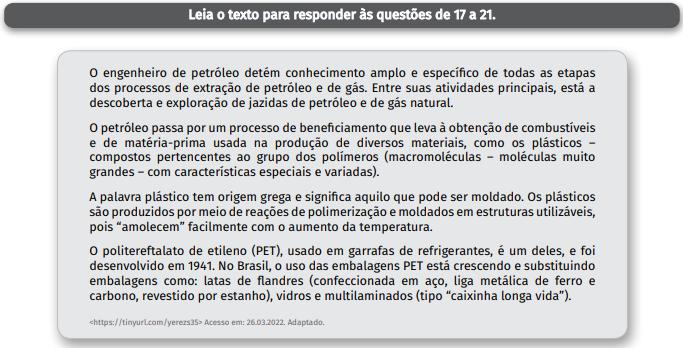 Leia o texto para responder às questões de 17 a 21.
O engenheiro de petróleo detém conhecimento amplo e específico de todas as etapas
dos processos de extração de petróleo e de gás. Entre suas atividades principais, está a
descoberta e exploração de jazidas de petróleo e de gás natural.
O petróleo passa por um processo de beneficiamento que leva à obtenção de combustíveis
e de matéria-prima usada na produção de diversos materiais, como os plásticos –
compostos pertencentes ao grupo dos polímeros (macromoléculas – moléculas muito
grandes – com características especiais e variadas).
A palavra plástico tem origem grega e significa aquilo que pode ser moldado. Os plásticos
são produzidos por meio de reações de polimerização e moldados em estruturas utilizáveis,
pois “amolecem” facilmente com o aumento da temperatura.
O politereftalato de etileno (PET), usado em garrafas de refrigerantes, é um deles, e foi
desenvolvido em 1941. No Brasil, o uso das embalagens PET está crescendo e substituindo
embalagens como: latas de flandres (confeccionada em aço, liga metálica de ferro e
carbono, revestido por estanho), vidros e multilaminados (tipo “caixinha longa vida”).
<https://tinyurl.com/yerezs35> Acesso em: 26.03.2022. Adaptado.